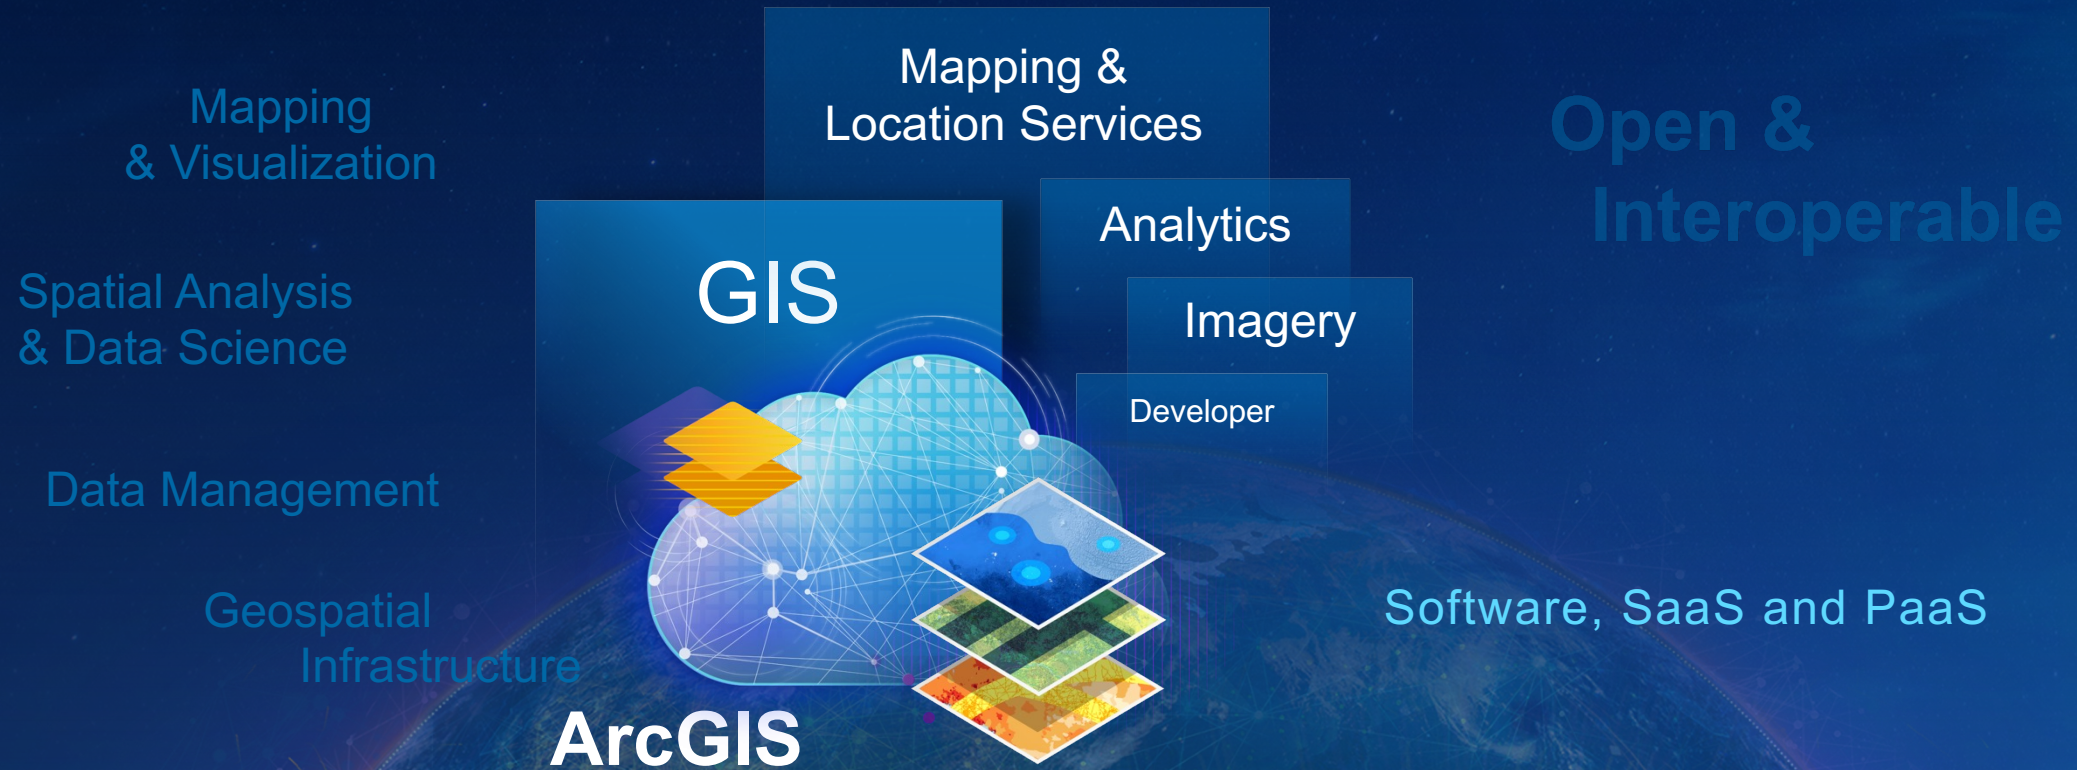 Mapping
& Visualization
Spatial Analysis
& Data Science
Data Management
Geospatial
Infrastructure
Mapping &
Location Services
GIS
Analytics
Imagery
Developer
ArcGIS
Open &
Interoperable
Software, SaaS and PaaS